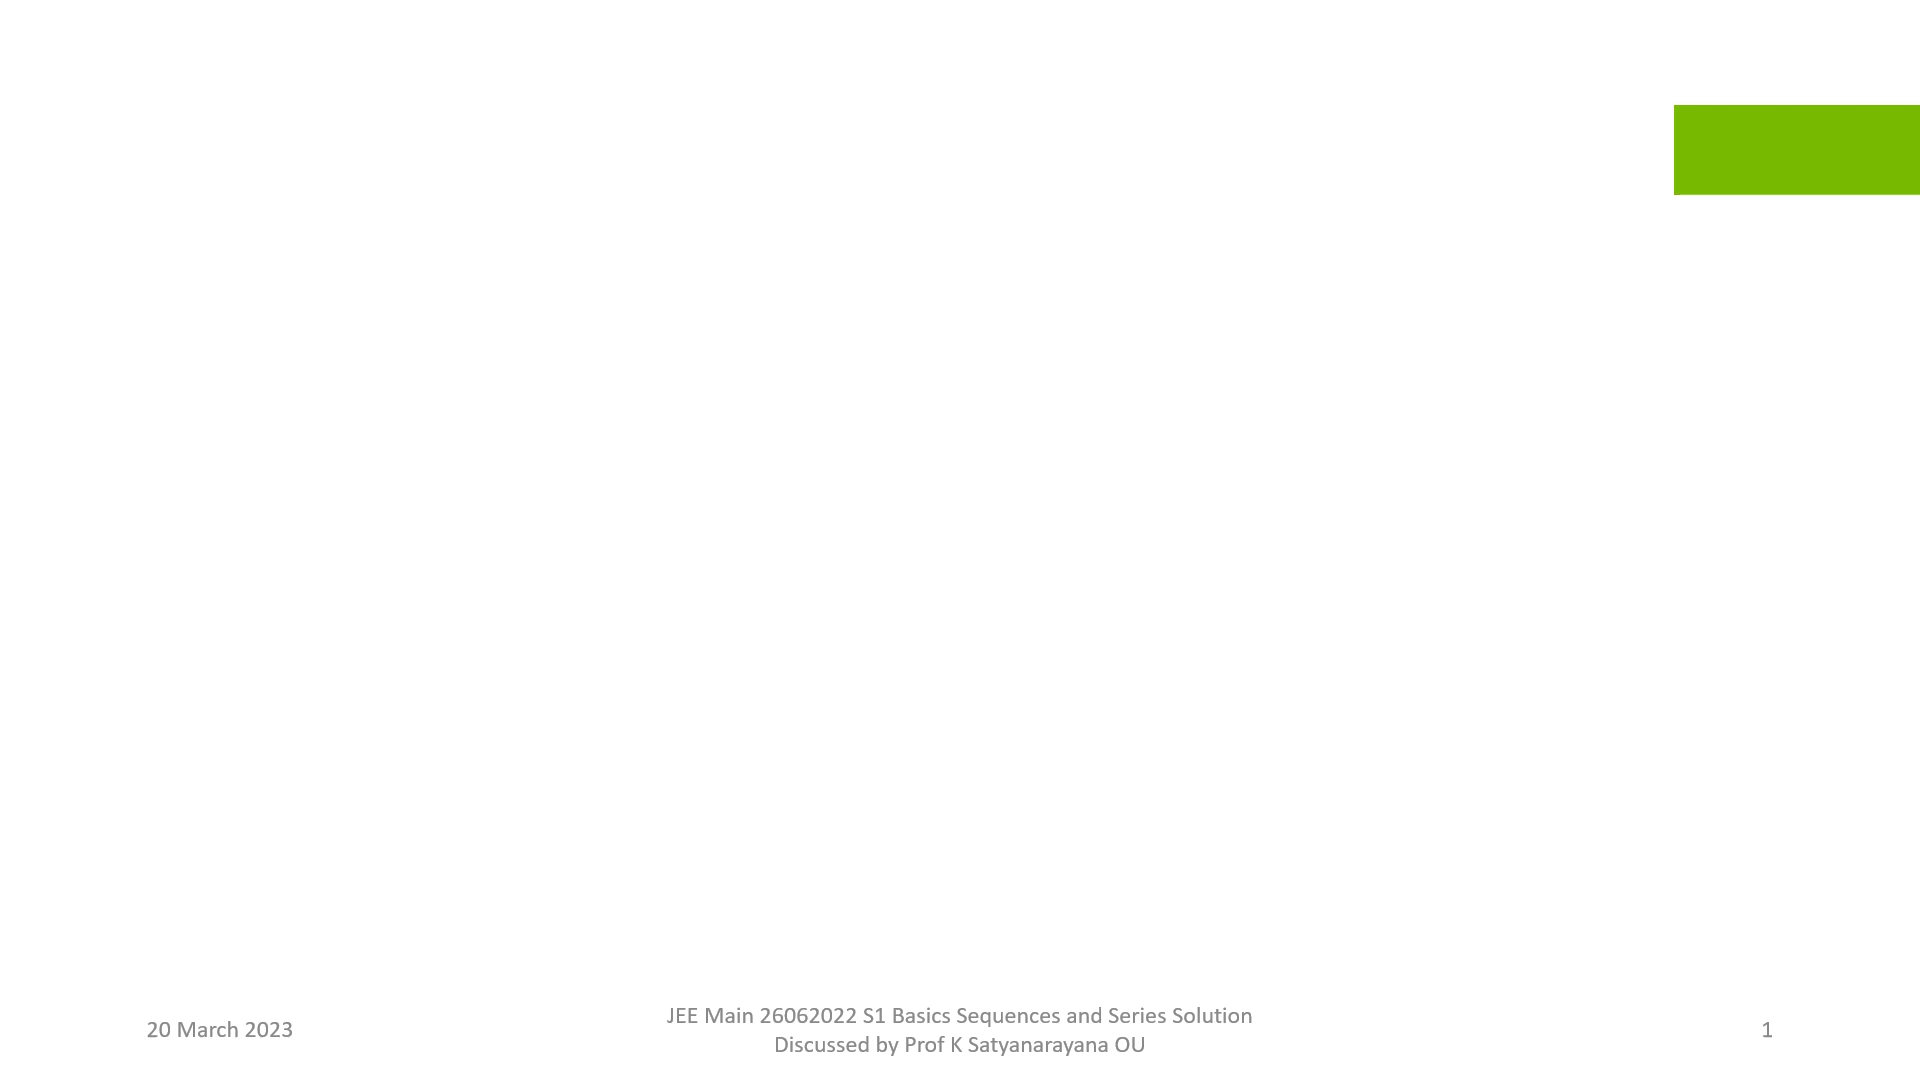 20 March 2023
JEE Main 26062022 S1 Basics Sequences and Series Solution
Discussed by Prof K Satyanarayana OU
1